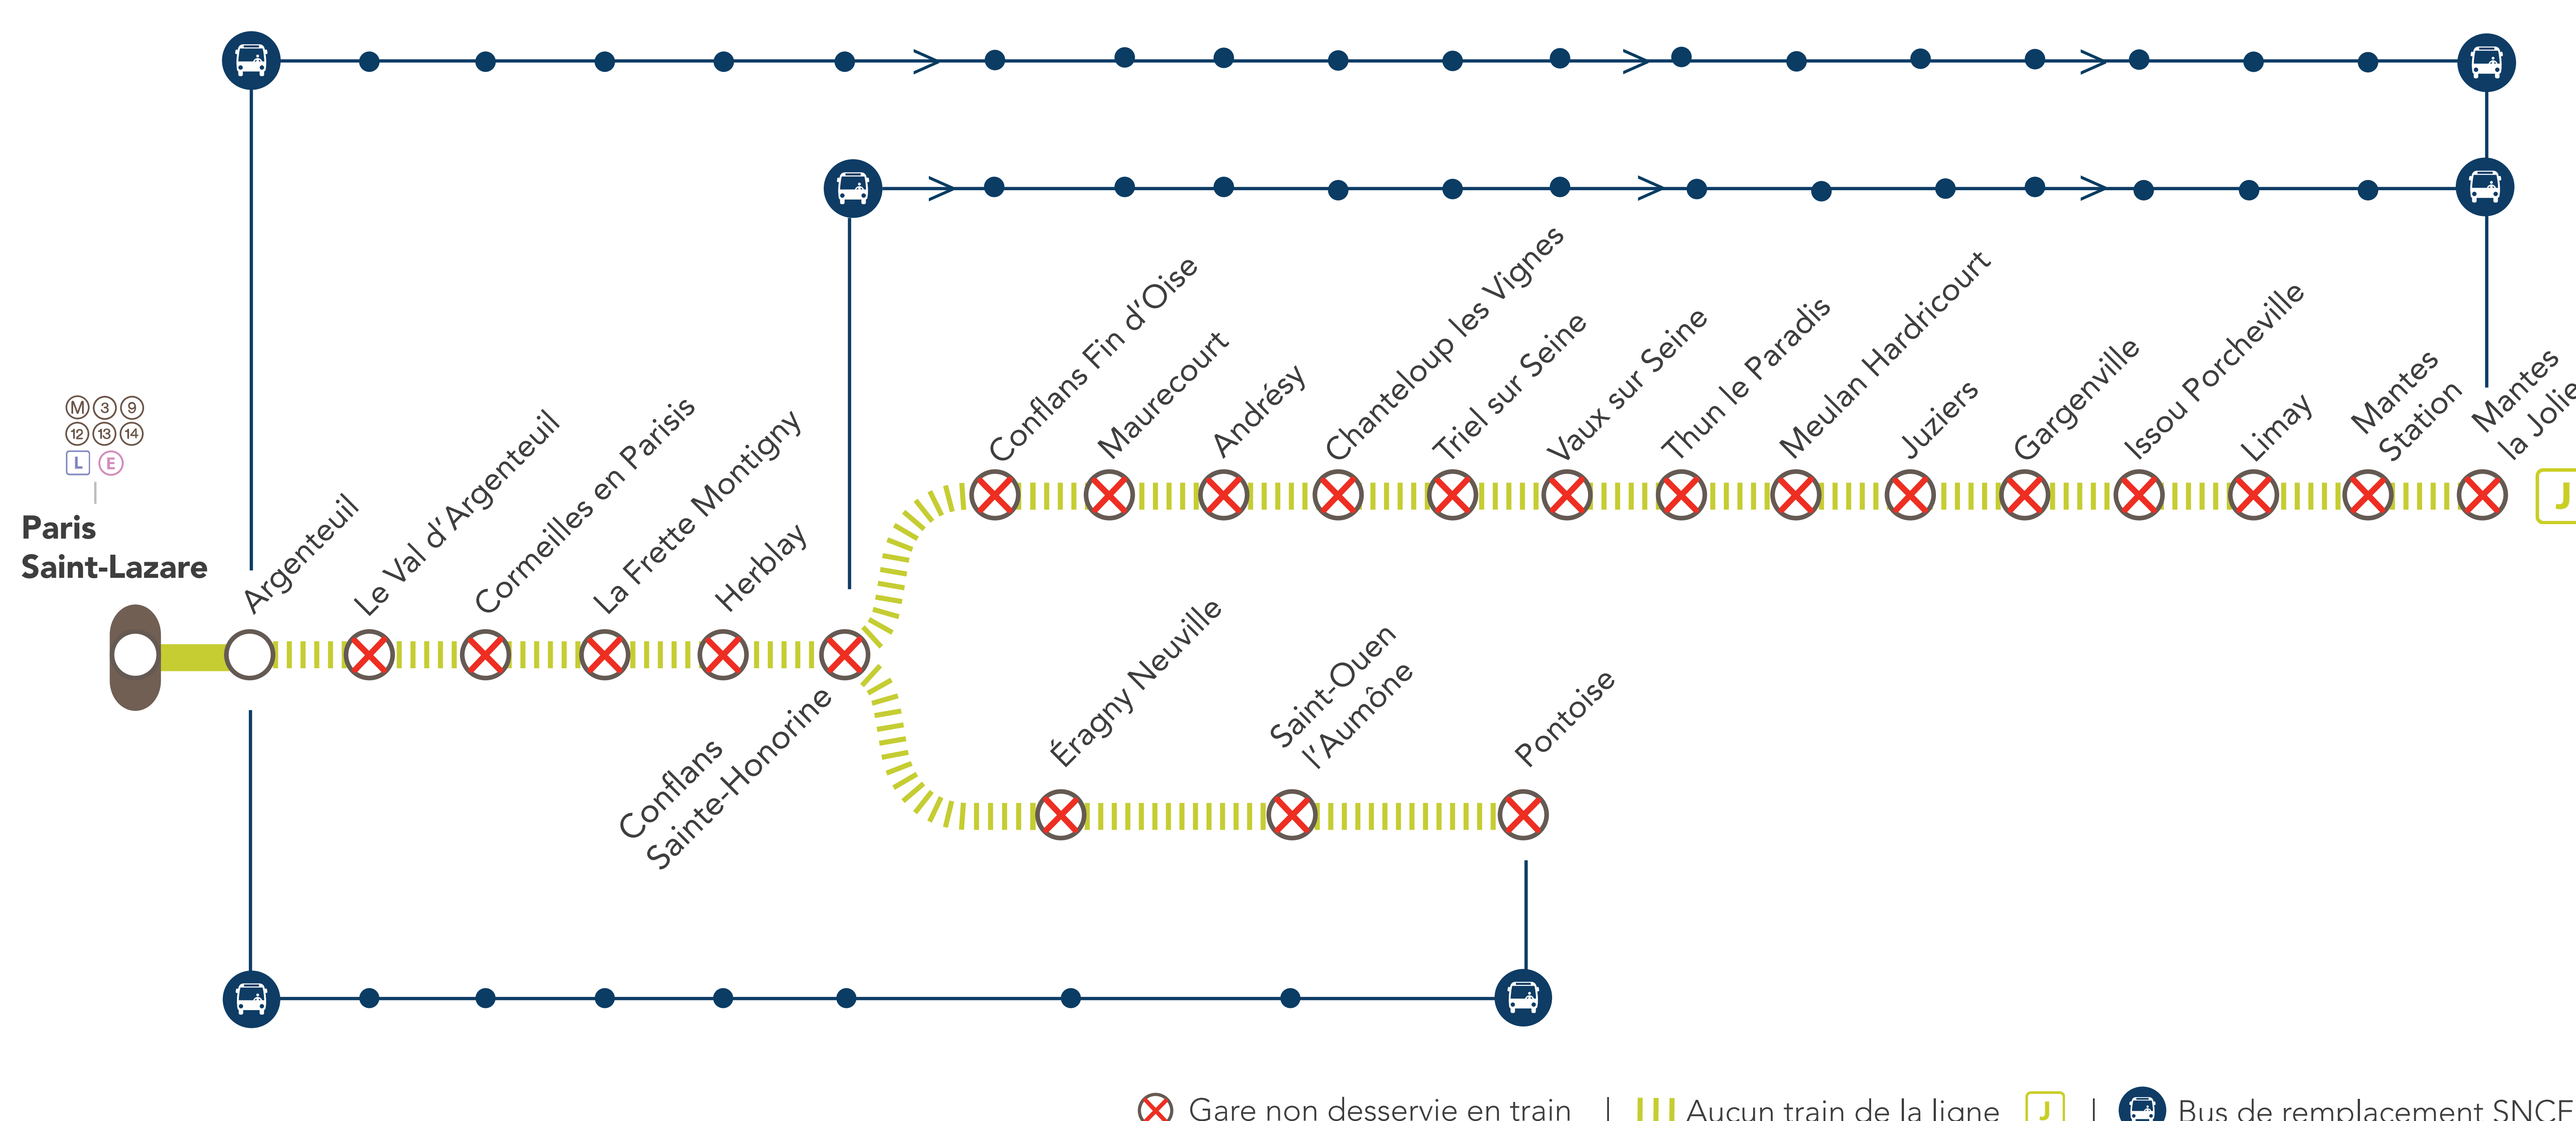 M 3 9
12 13 14
L E
Paris
Saint-Lazare
Argenteuil
Le Val d'Argenteuil
Cormeilles en Parisis
La Frette Montigny
Herblay
Conflans
Sainte-Honorine
Conflans Fin d'Oise
Maurecourt
Andrésy
Chanteloup les Vignes
Triel sur Seine
Vaux sur Seine
Thun le Paradis
Meulan Hardricourt
Juziers
Gargenville
Issou Porcheville
Limay
Mantes
Station
Mantes
la Jolie
J
Éragny Neuville
Saint-Ouen
l'Aumône
Pontoise
Gare non desservie en train | Aucun train de la ligne J | Bus de remplacement SNCF